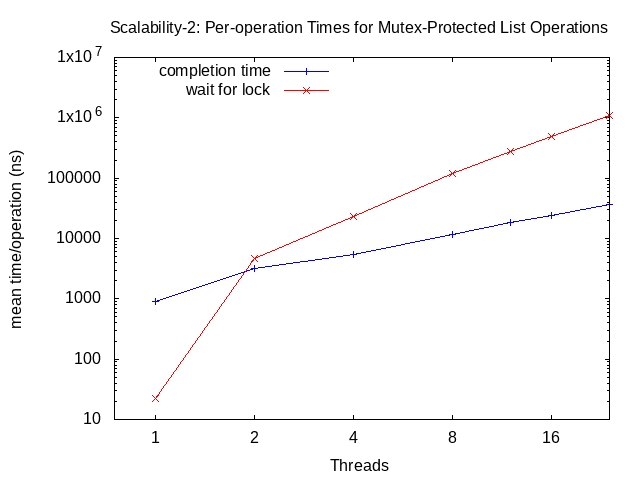 Scalability-2: Per-operation Times for Mutex-Protected List Operations
1x10^7
completion time
wait for lock
1x10^6
100000
10000
1000
100
10
mean time/operation (ns)
1 2 4 8 16
Threads